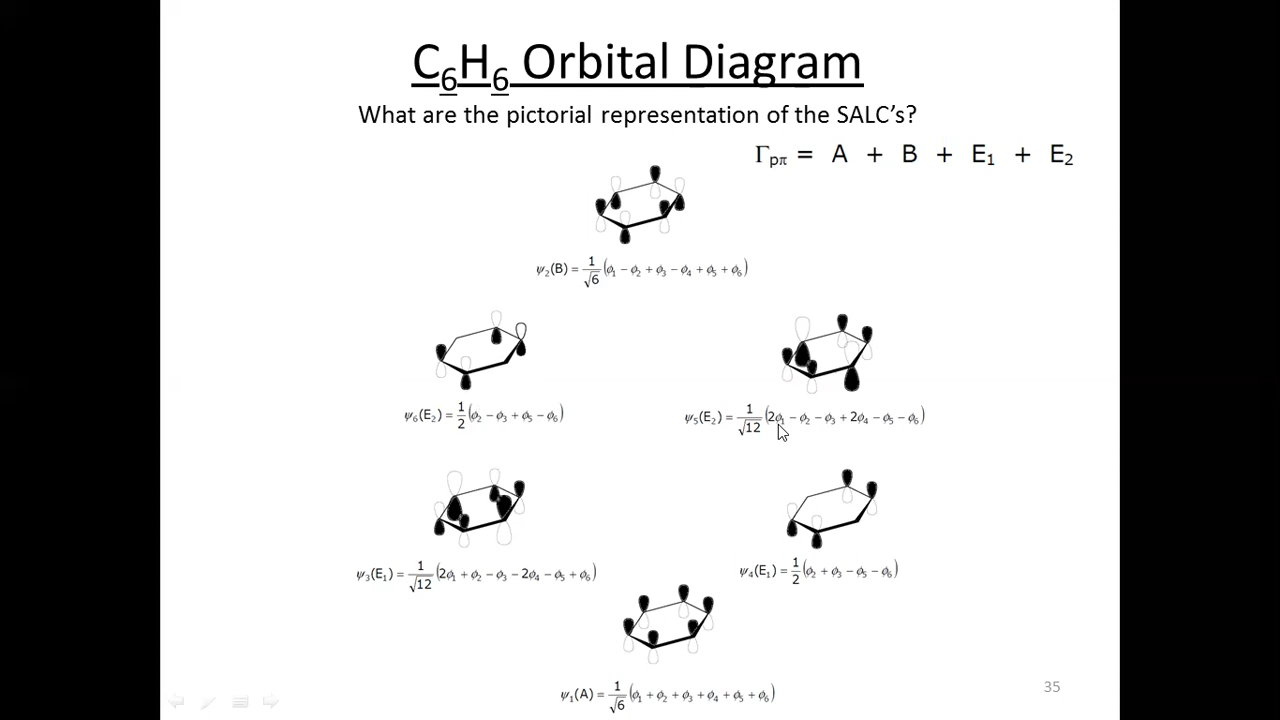 C₆H₆ Orbital Diagram
What are the pictorial representation of the SALC's?
Γpπ = A + B + E₁ + E₂
ψ₂(B) = 1/√6 (ϕ₁ − ϕ₂ + ϕ₃ − ϕ₄ + ϕ₅ + ϕ₆)
ψ₆(E₂) = 1/2 (ϕ₂ − ϕ₃ + ϕ₅ − ϕ₆)
ψ₅(E₂) = 1/√12 (2ϕ₁ − ϕ₂ − ϕ₃ + 2ϕ₄ − ϕ₅ − ϕ₆)
ψ₃(E₁) = 1/√12 (2ϕ₁ + ϕ₂ − ϕ₃ − 2ϕ₄ − ϕ₅ + ϕ₆)
ψ₄(E₁) = 1/2 (ϕ₂ + ϕ₃ − ϕ₅ − ϕ₆)
ψ₁(A) = 1/√6 (ϕ₁ + ϕ₂ + ϕ₃ + ϕ₄ + ϕ₅ + ϕ₆)
35